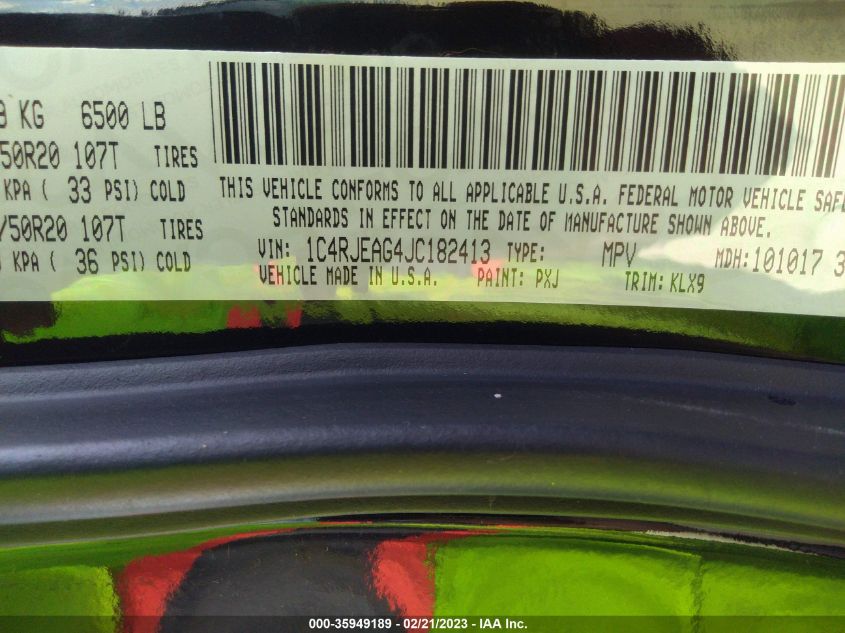 KG 6500 LB
50R20 107T TIRES
KPA ( 33 PSI) COLD
THIS VEHICLE CONFORMS TO ALL APPLICABLE U.S.A. FEDERAL MOTOR VEHICLE SAFE
/50R20 107T TIRES
STANDARDS IN EFFECT ON THE DATE OF MANUFACTURE SHOWN ABOVE.
KPA ( 36 PSI) COLD
VIN: 1C4RJEAG4JC182413 TYPE: MPV MDH:101017 3
VEHICLE MADE IN U.S.A. PAINT: PXJ TRIM: KLX9
000-35949189 - 02/21/2023 - IAA Inc.